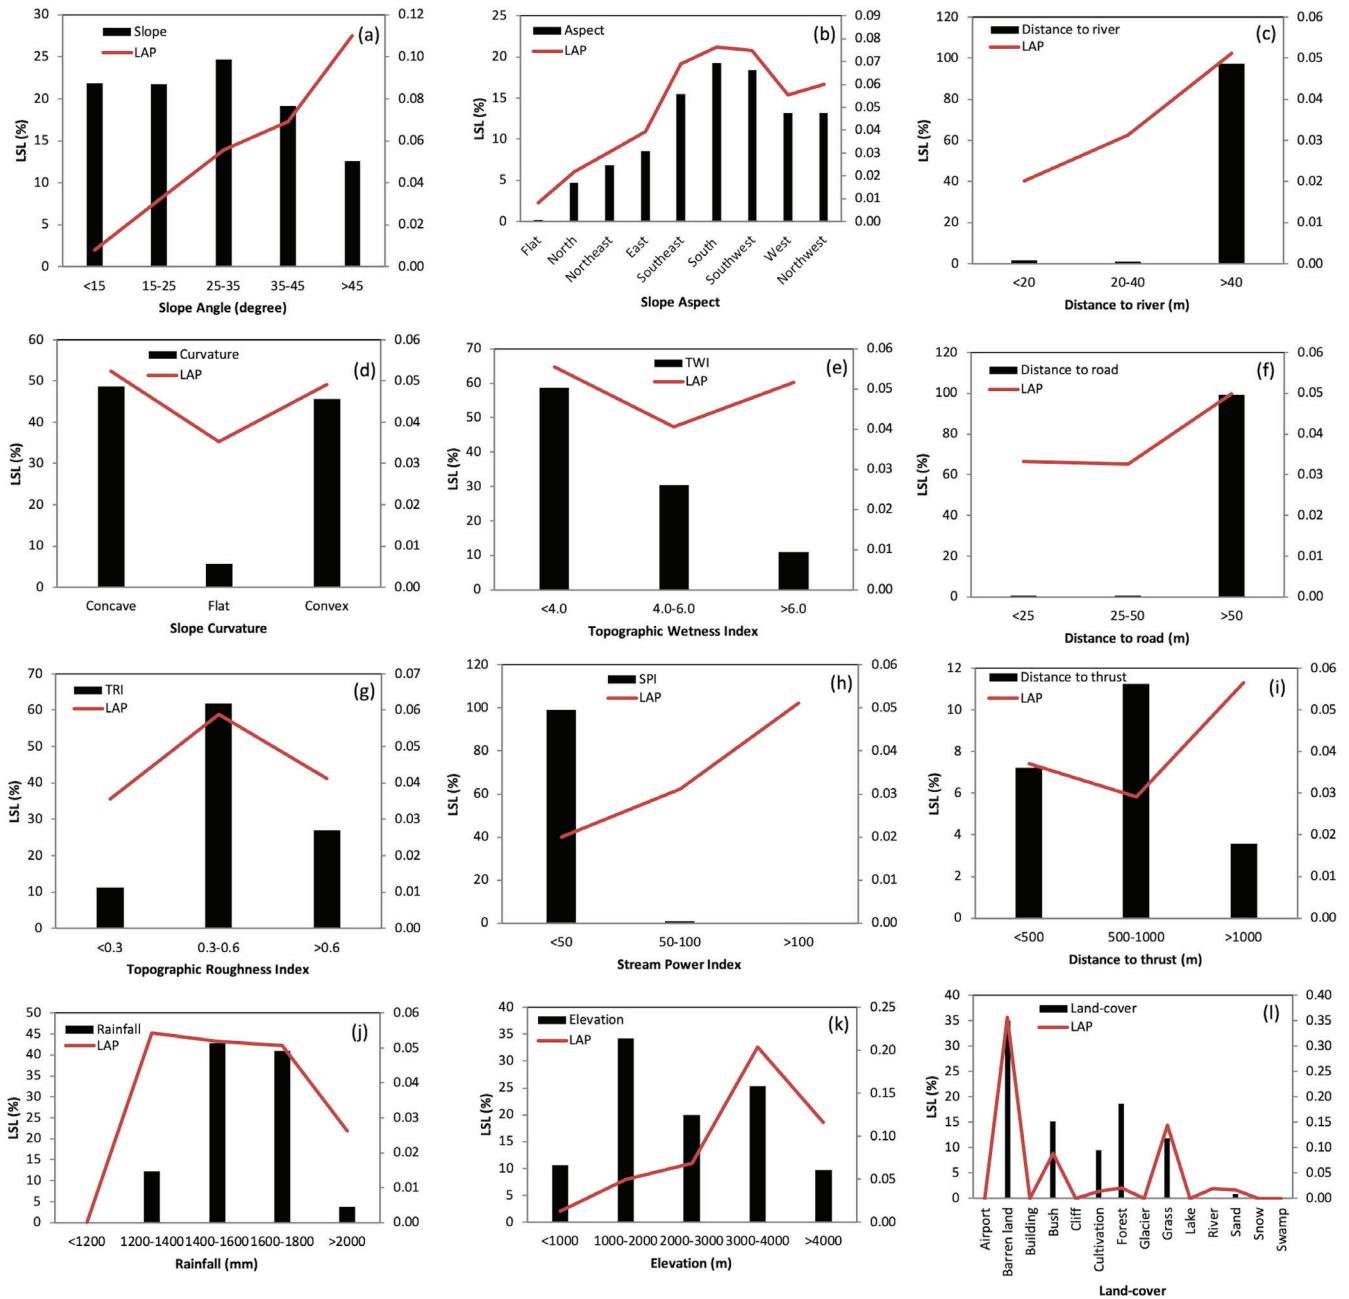 (a)
Slope
LAP
30
25
20
15
10
5
0
LSL (%)
0.12
0.10
0.08
0.06
0.04
0.02
0.00
<15 15-25 25-35 35-45 >45
Slope Angle (degree)
(b)
Aspect
LAP
25
20
15
10
5
0
LSL (%)
0.09
0.08
0.07
0.06
0.05
0.04
0.03
0.02
0.01
0.00
Flat North Northeast East Southeast South Southwest West Northwest
Slope Aspect
(c)
Distance to river
LAP
120
100
80
60
40
20
0
LSL (%)
0.06
0.05
0.04
0.03
0.02
0.01
0.00
<20 20-40 >40
Distance to river (m)
(d)
Curvature
LAP
60
50
40
30
20
10
0
LSL (%)
0.06
0.05
0.04
0.03
0.02
0.01
0.00
Concave Flat Convex
Slope Curvature
(e)
TWI
LAP
70
60
50
40
30
20
10
0
LSL (%)
0.06
0.05
0.04
0.03
0.02
0.01
0.00
<4.0 4.0-6.0 >6.0
Topographic Wetness Index
(f)
Distance to road
LAP
120
100
80
60
40
20
0
LSL (%)
0.06
0.05
0.04
0.03
0.02
0.01
0.00
<25 25-50 >50
Distance to road (m)
(g)
TRI
LAP
70
60
50
40
30
20
10
0
LSL (%)
0.07
0.06
0.05
0.04
0.03
0.02
0.01
0.00
<0.3 0.3-0.6 >0.6
Topographic Roughness Index
(h)
SPI
LAP
120
100
80
60
40
20
0
LSL (%)
0.06
0.05
0.04
0.03
0.02
0.01
0.00
<50 50-100 >100
Stream Power Index
(i)
Distance to thrust
LAP
12
10
8
6
4
2
0
LSL (%)
0.06
0.05
0.04
0.03
0.02
0.01
0.00
<500 500-1000 >1000
Distance to thrust (m)
(j)
Rainfall
LAP
50
45
40
35
30
25
20
15
10
5
0
LSL (%)
0.06
0.05
0.04
0.03
0.02
0.01
0.00
<1200 1200-1400 1400-1600 1600-1800 >2000
Rainfall (mm)
(k)
Elevation
LAP
40
35
30
25
20
15
10
5
0
LSL (%)
0.25
0.20
0.15
0.10
0.05
0.00
<1000 1000-2000 2000-3000 3000-4000 >4000
Elevation (m)
(l)
Land-cover
LAP
40
35
30
25
20
15
10
5
0
LSL (%)
0.40
0.35
0.30
0.25
0.20
0.15
0.10
0.05
0.00
Airport Barren land Building Bush Cliff Cultivation Forest Glacier Grass Lake River Sand Snow Swamp
Land-cover